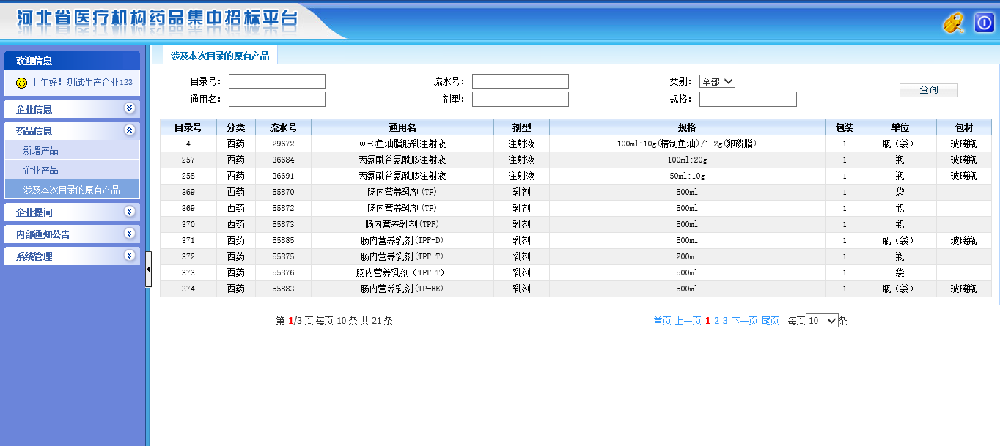 河北省医疗机构药品集中招标平台
欢迎信息
上午好！测试生产企业123
企业信息
药品信息
新增产品
企业产品
涉及本次目录的原有产品
企业提问
内部通知公告
系统管理
涉及本次目录的原有产品
目录号： 流水号： 类别： 全部
通用名： 剂型： 规格： 查询
目录号 分类 流水号 通用名 剂型 规格 包装 单位 包材
4 西药 29672 ω-3鱼油脂肪乳注射液 注射液 100ml:10g(精制鱼油)/1.2g(卵磷脂) 1 瓶（袋） 玻璃瓶
257 西药 36684 丙氨酰谷氨酰胺注射液 注射液 100ml:20g 1 瓶 玻璃瓶
258 西药 36691 丙氨酰谷氨酰胺注射液 注射液 50ml:10g 1 瓶 玻璃瓶
369 西药 55870 肠内营养乳剂(TP) 乳剂 500ml 1 袋
369 西药 55872 肠内营养乳剂(TP) 乳剂 500ml 1 瓶
370 西药 55873 肠内营养乳剂(TPF) 乳剂 500ml 1 瓶
371 西药 55885 肠内营养乳剂(TPF-D) 乳剂 500ml 1 瓶（袋） 玻璃瓶
372 西药 55875 肠内营养乳剂(TPF-T) 乳剂 200ml 1 瓶
373 西药 55876 肠内营养乳剂（TPF-T） 乳剂 500ml 1 袋
374 西药 55883 肠内营养乳剂(TP-HE) 乳剂 500ml 1 瓶（袋） 玻璃瓶
第 1/3 页 每页 10 条 共 21 条 首页 上一页 1 2 3 下一页 尾页 每页 10 条